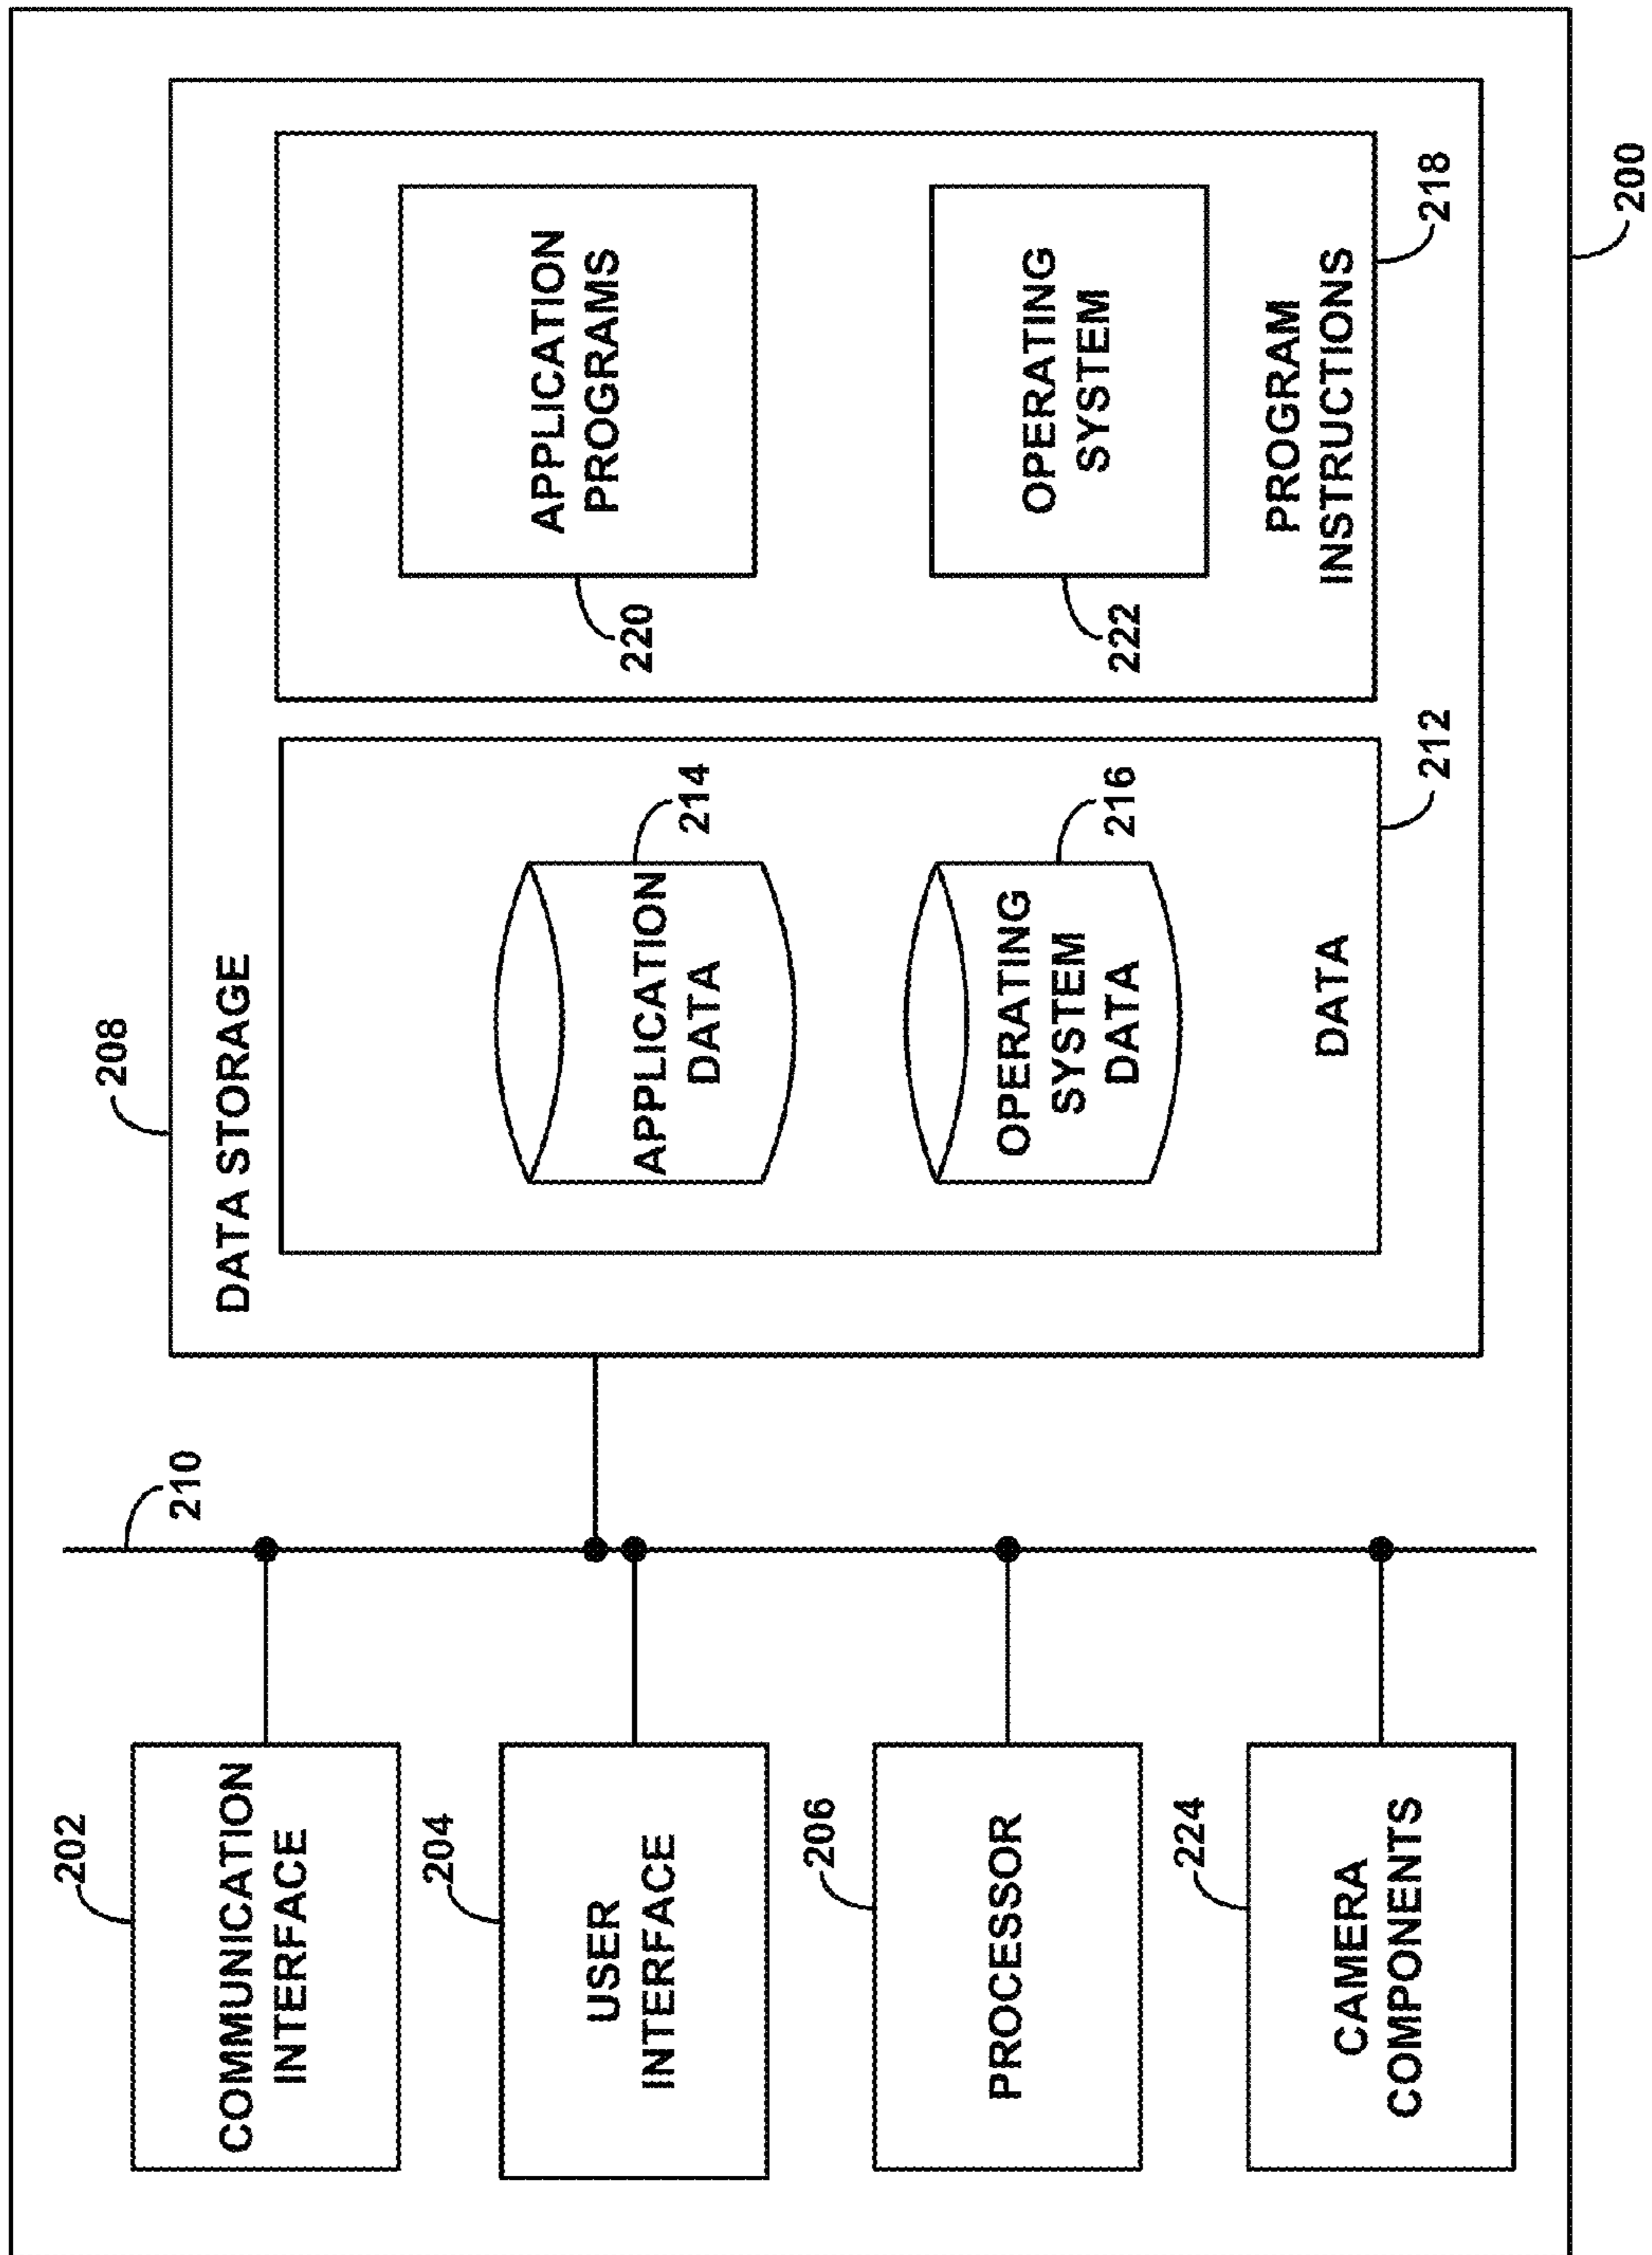 202
COMMUNICATION
INTERFACE
204
USER
INTERFACE
206
PROCESSOR
224
CAMERA
COMPONENTS
210
208
DATA STORAGE
APPLICATION
DATA
214
OPERATING
SYSTEM
DATA
216
DATA
212
APPLICATION
PROGRAMS
220
OPERATING
SYSTEM
222
PROGRAM
INSTRUCTIONS
218
200